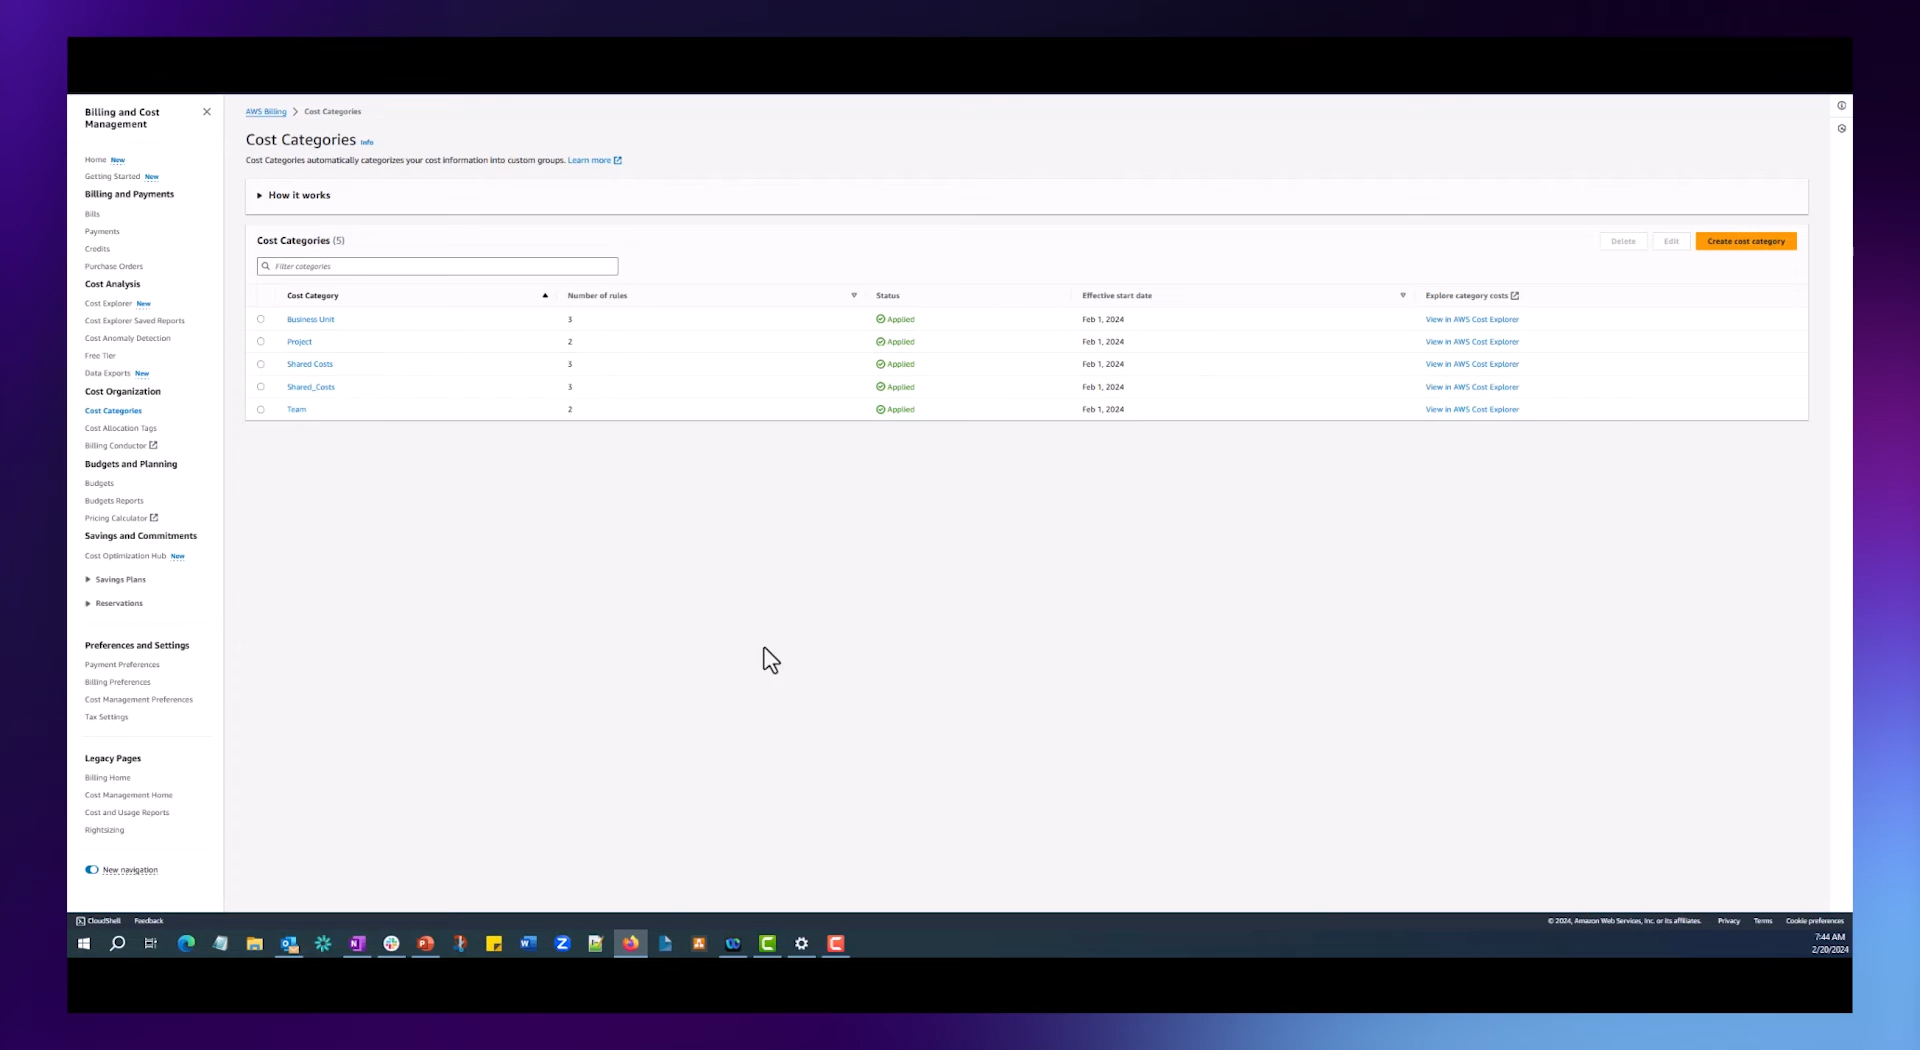 Billing and Cost
Management
Home New
Getting Started New
Billing and Payments
Bills
Payments
Credits
Purchase Orders
Cost Analysis
Cost Explorer New
Cost Explorer Saved Reports
Cost Anomaly Detection
Free Tier
Data Exports New
Cost Organization
Cost Categories
Cost Allocation Tags
Billing Conductor
Budgets and Planning
Budgets
Budgets Reports
Pricing Calculator
Savings and Commitments
Cost Optimization Hub New
Savings Plans
Reservations
Preferences and Settings
Payment Preferences
Billing Preferences
Cost Management Preferences
Tax Settings
Legacy Pages
Billing Home
Cost Management Home
Cost and Usage Reports
Rightsizing
New navigation
AWS Billing > Cost Categories
Cost Categories Info
Cost Categories automatically categorizes your cost information into custom groups. Learn more
How it works
Cost Categories (5)
Delete Edit Create cost category
Filter categories
Cost Category Number of rules Status Effective start date Explore category costs
Business Unit 3 Applied Feb 1, 2024 View in AWS Cost Explorer
Project 2 Applied Feb 1, 2024 View in AWS Cost Explorer
Shared Costs 3 Applied Feb 1, 2024 View in AWS Cost Explorer
Shared_Costs 3 Applied Feb 1, 2024 View in AWS Cost Explorer
Team 2 Applied Feb 1, 2024 View in AWS Cost Explorer
CloudShell Feedback
© 2024, Amazon Web Services, Inc. or its affiliates. Privacy Terms Cookie preferences
7:44 AM
2/20/2024